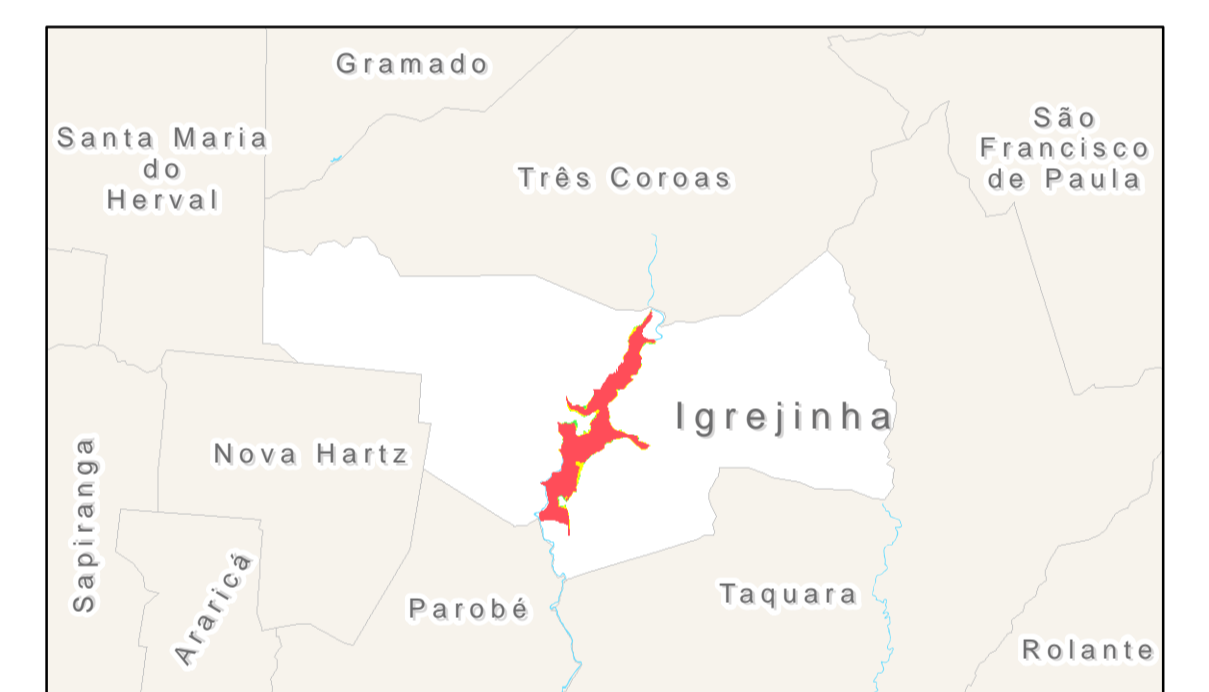 Gramado
São
Francisco
de Paula
Santa Maria
do
Herval
Três Coroas
Igrejinha
Nova Hartz
Sapiranga
Araricá
Parobé
Taquara
Rolante